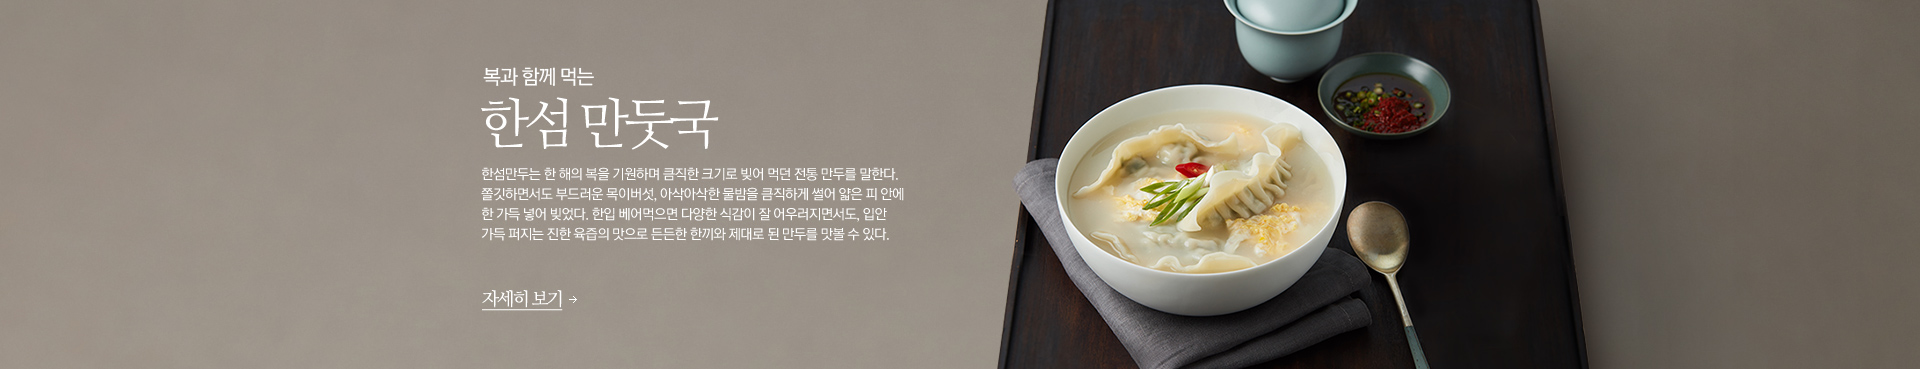 복과 함께 먹는
한섬 만둣국
한섬만두는 한 해의 복을 기원하며 큼직한 크기로 빚어 먹던 전통 만두를 말한다.
쫄깃하면서도 부드러운 목이버섯, 아삭아삭한 물밤을 큼직하게 썰어 얇은 피 안에
한 가득 넣어 빚었다. 한입 베어먹으면 다양한 식감이 잘 어우러지면서도, 입안
가득 퍼지는 진한 육즙의 맛으로 든든한 한끼와 제대로 된 만두를 맛볼 수 있다.
자세히 보기 →